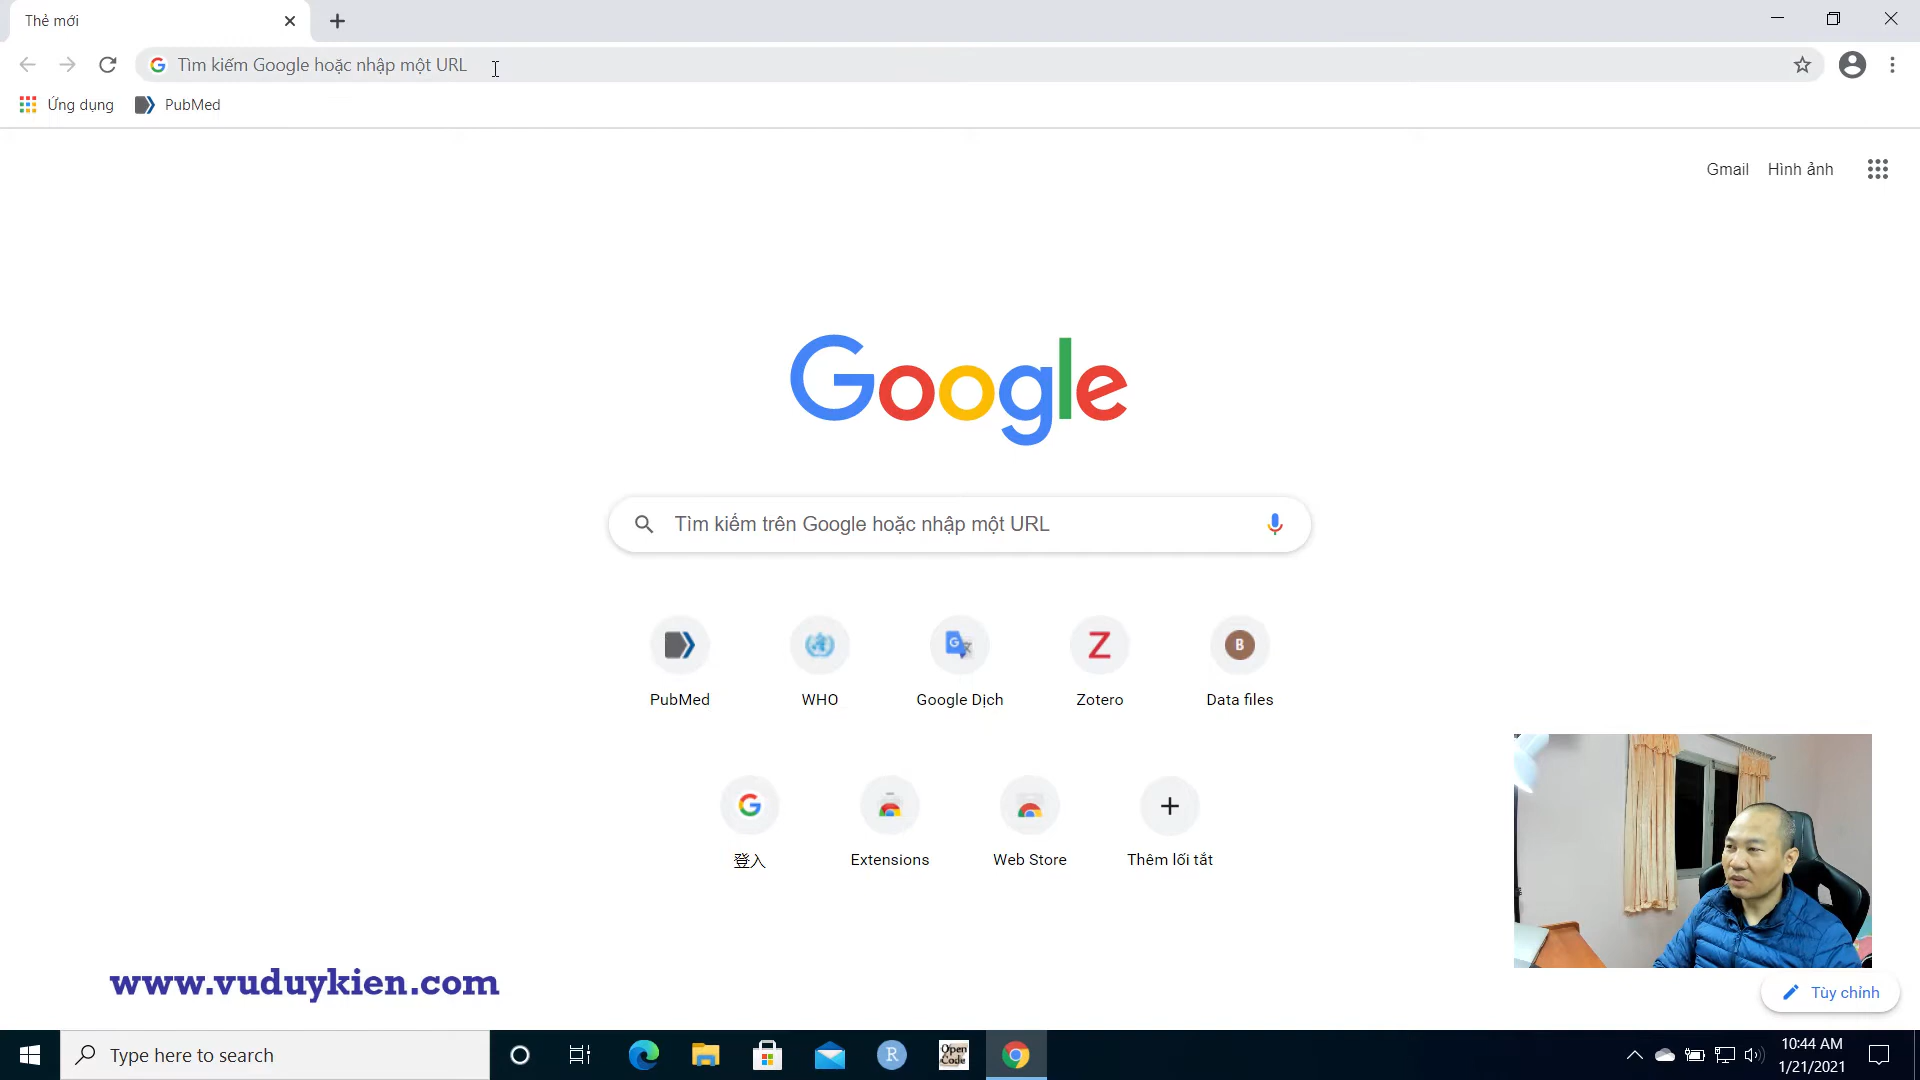 Thẻ mới
Tìm kiếm Google hoặc nhập một URL
Ứng dụng
PubMed
Gmail
Hình ảnh
Google
Tìm kiếm trên Google hoặc nhập một URL
Z
B
PubMed
WHO
Google Dịch
Zotero
Data files
登入
Extensions
Web Store
Thêm lối tắt
www.vuduykien.com
Tùy chỉnh
Type here to search
R
Open
Code
10:44 AM
1/21/2021